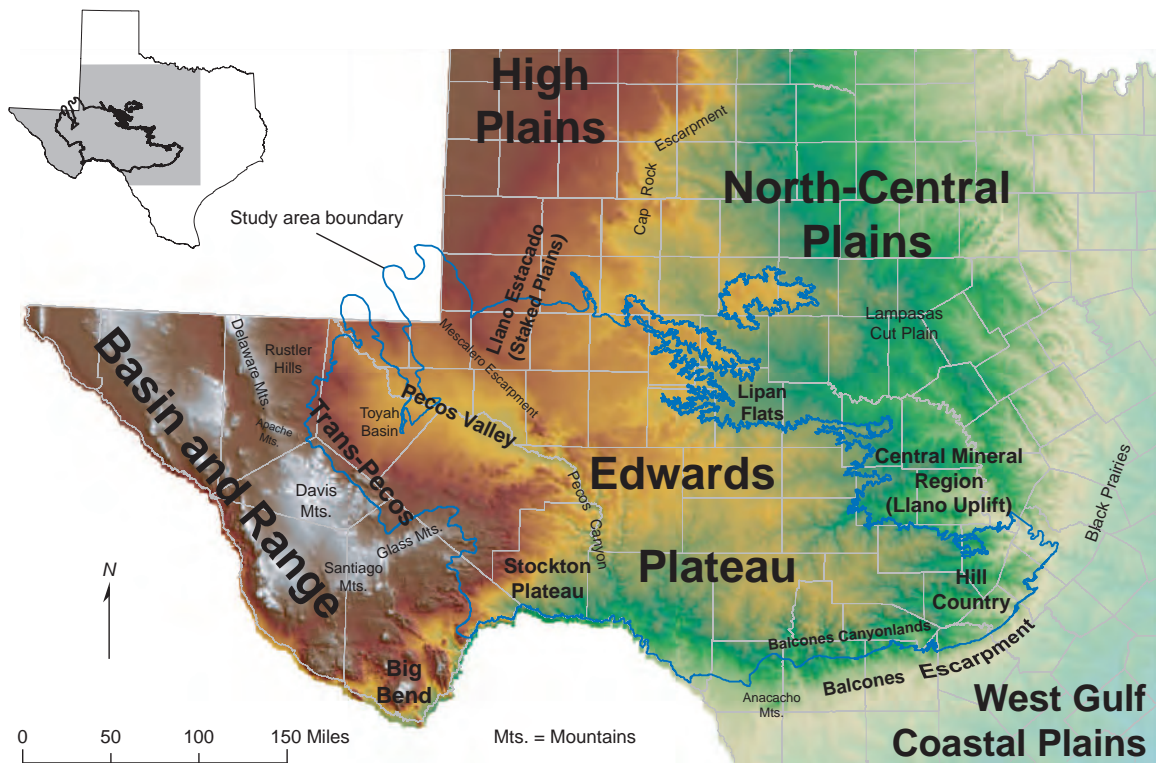 High
Plains
Cap Rock Escarpment
North-Central
Plains
Study area boundary
Llano Estacado
(Staked Plains)
Mescalero Escarpment
Lampasas
Cut Plain
Basin and Range
Delaware Mts.
Rustler
Hills
Apache
Mts.
Trans-Pecos
Toyah
Basin
Pecos Valley
Lipan
Flats
Edwards
Plateau
Central Mineral
Region
(Llano Uplift)
Black Prairies
Davis
Mts.
Glass Mts.
Santiago
Mts.
Pecos Canyon
Stockton
Plateau
Hill
Country
N
Balcones Canyonlands
Balcones Escarpment
Big
Bend
Anacacho
Mts.
West Gulf
Coastal Plains
0 50 100 150 Miles
Mts. = Mountains